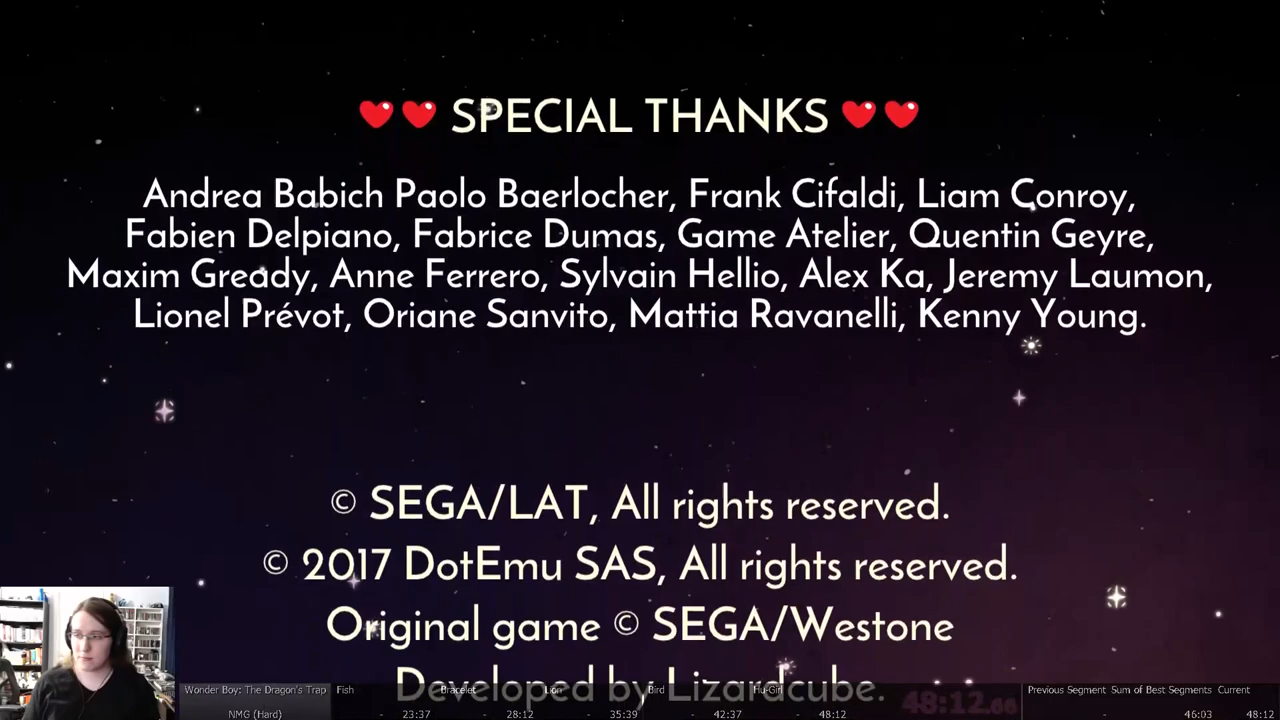 SPECIAL THANKS
Andrea Babich Paolo Baerlocher, Frank Cifaldi, Liam Conroy,
Fabien Delpiano, Fabrice Dumas, Game Atelier, Quentin Geyre,
Maxim Gready, Anne Ferrero, Sylvain Hellio, Alex Ka, Jeremy Laumon,
Lionel Prévot, Oriane Sanvito, Mattia Ravanelli, Kenny Young.
© SEGA/LAT, All rights reserved.
© 2017 DotEmu SAS, All rights reserved.
Original game © SEGA/Westone
Developed by Lizardcube.
Wonder Boy: The Dragon's Trap Fish Bracelet Lion Bird Hu-Girl 48:12.66 Previous Segment Sum of Best Segments Current
NMG (Hard) - 23:37 - 28:12 - 35:39 - 42:37 - 48:12 46:03 48:12